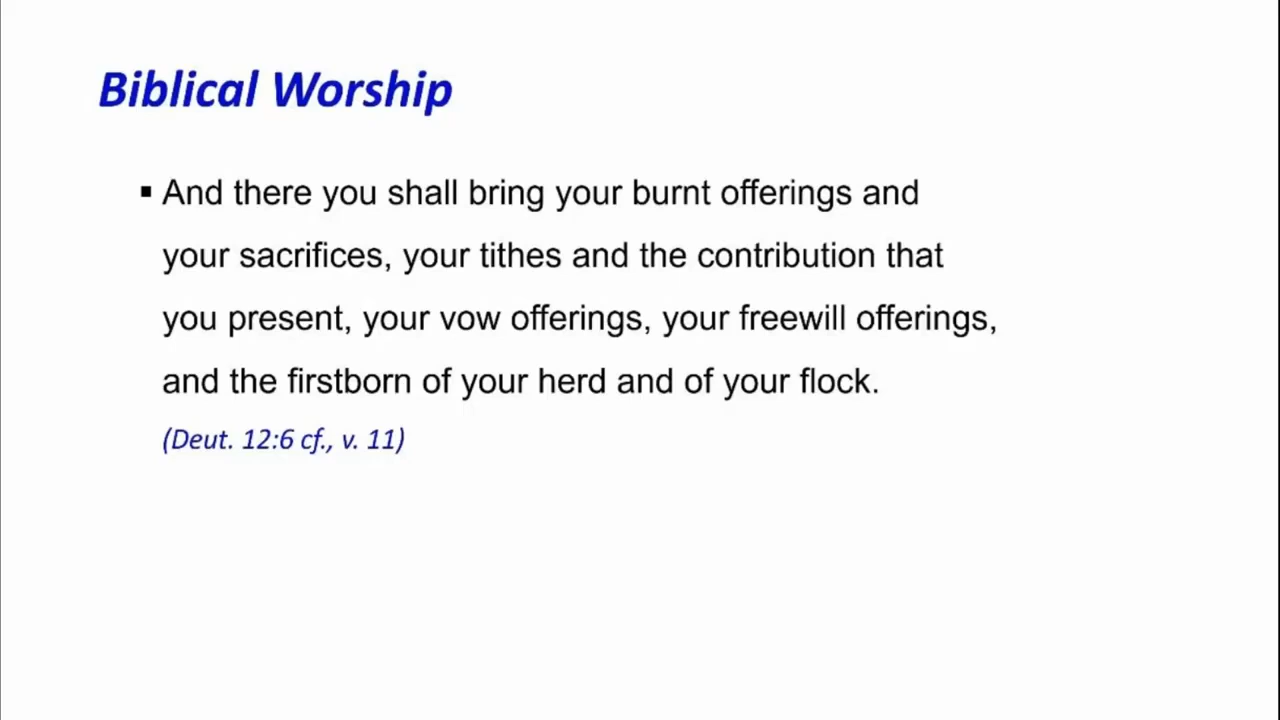 Biblical Worship
▪ And there you shall bring your burnt offerings and
your sacrifices, your tithes and the contribution that
you present, your vow offerings, your freewill offerings,
and the firstborn of your herd and of your flock.
(Deut. 12:6 cf., v. 11)